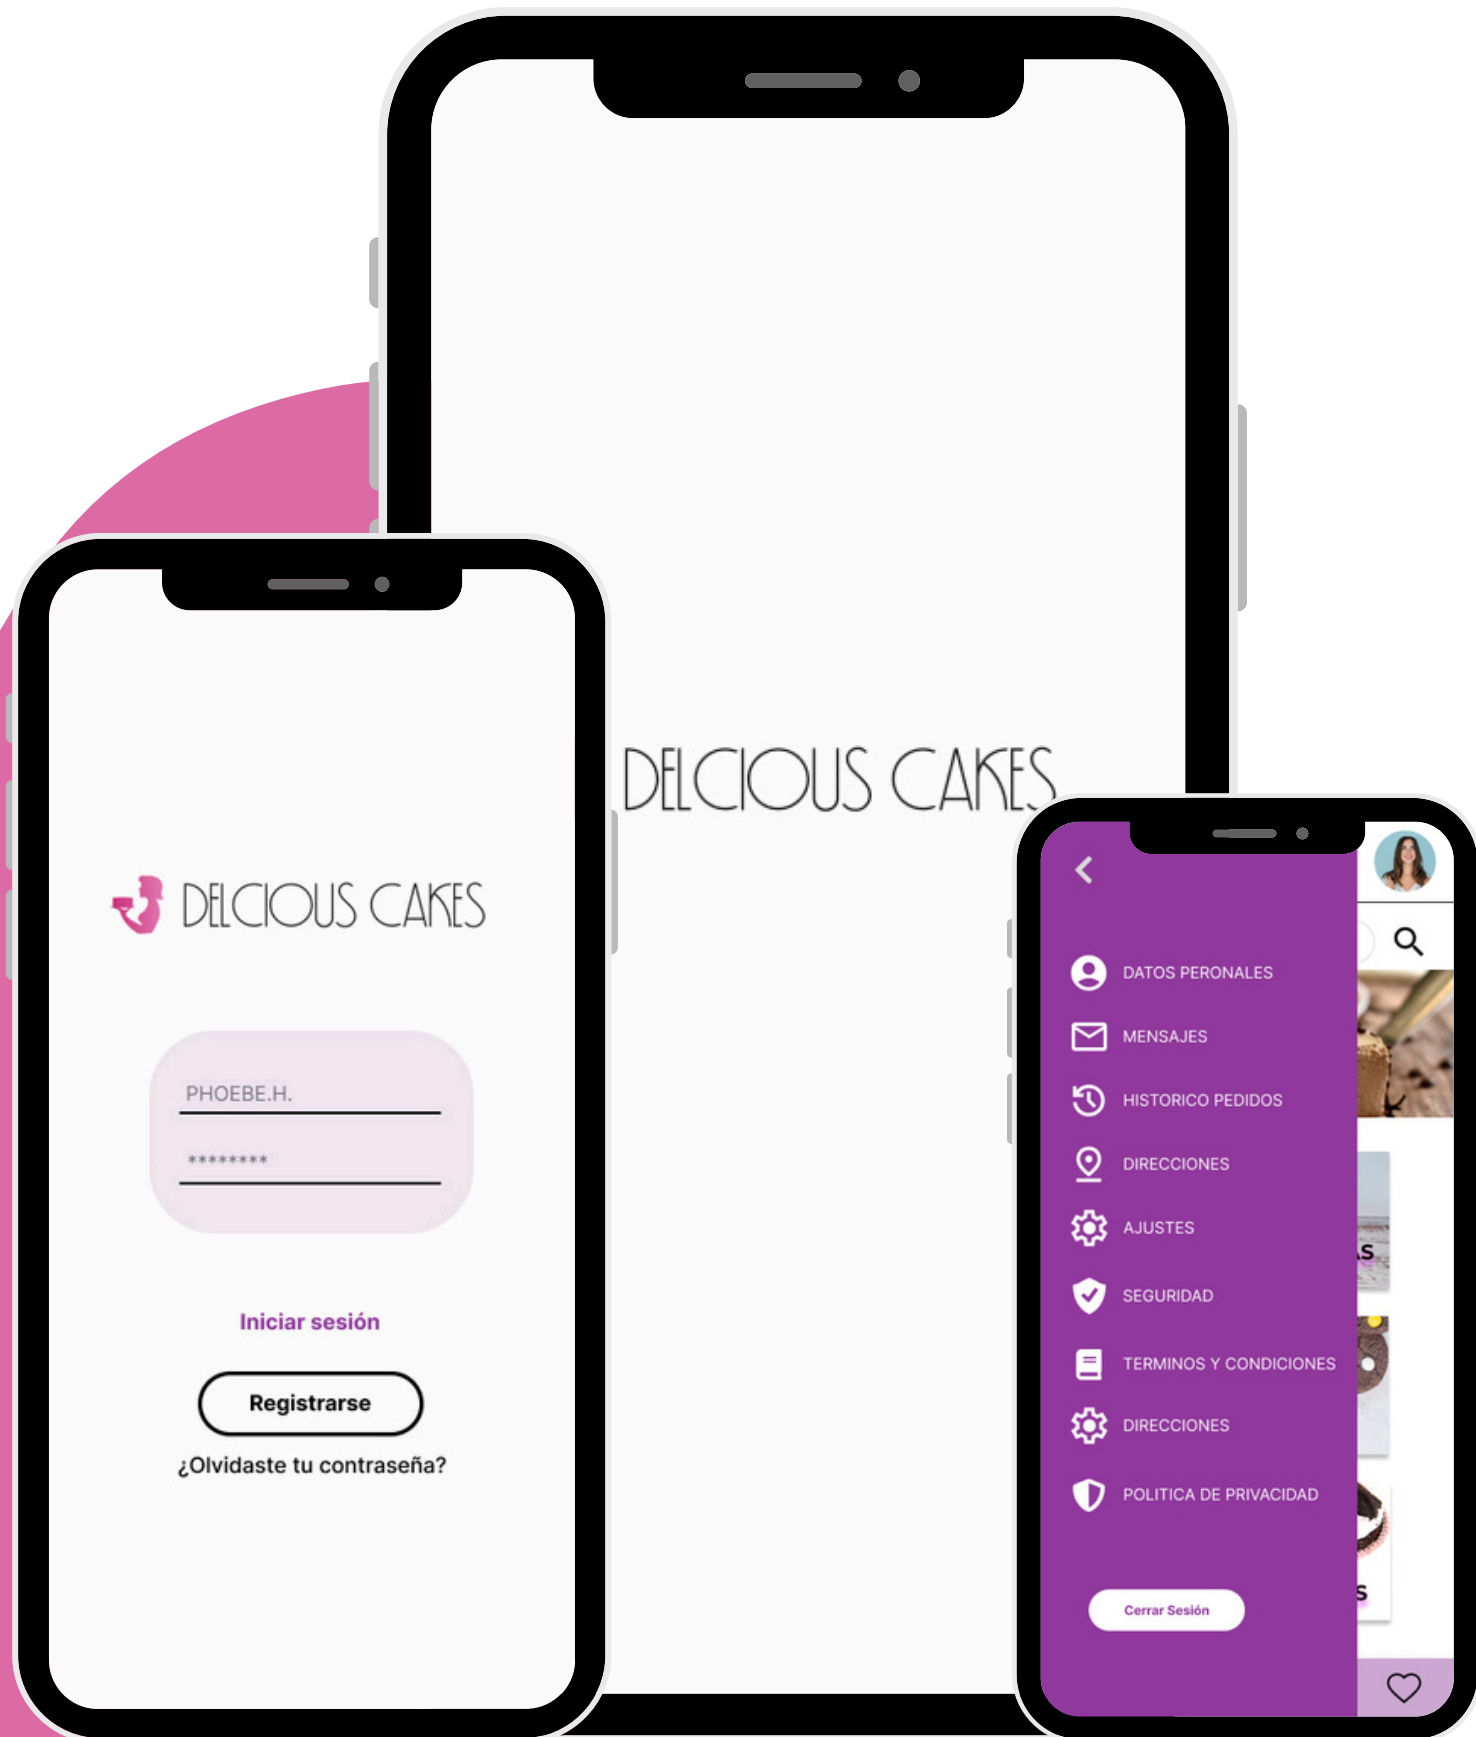 DELCIOUS CAKES
DELCIOUS CAKES
PHOEBE.H.
********
Iniciar sesión
Registrarse
¿Olvidaste tu contraseña?
DATOS PERONALES
MENSAJES
HISTORICO PEDIDOS
DIRECCIONES
AJUSTES
SEGURIDAD
TERMINOS Y CONDICIONES
DIRECCIONES
POLITICA DE PRIVACIDAD
Cerrar Sesión